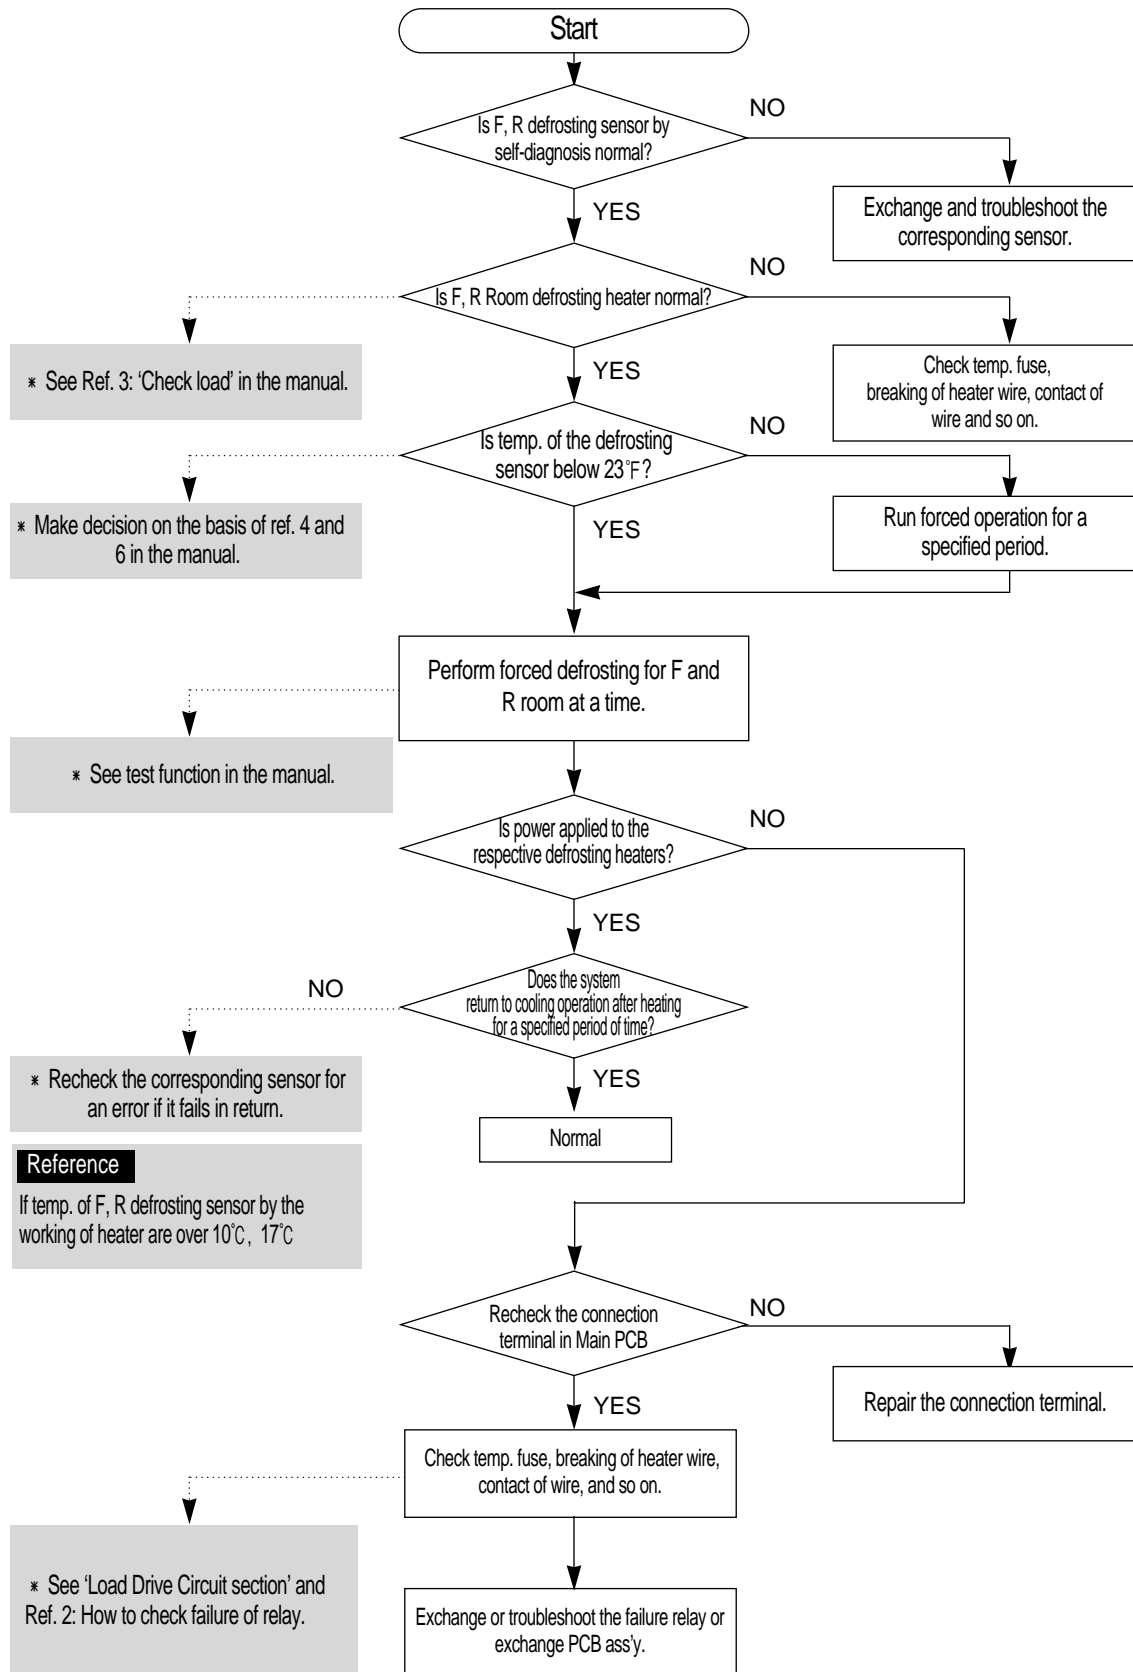 Start
Is F, R defrosting sensor by
self-diagnosis normal?
NO
YES
Exchange and troubleshoot the
corresponding sensor.
Is F, R Room defrosting heater normal?
NO
YES
* See Ref. 3: ‘Check load’ in the manual.
Check temp. fuse,
breaking of heater wire, contact of
wire and so on.
Is temp. of the defrosting
sensor below 23°F?
NO
YES
* Make decision on the basis of ref. 4 and
6 in the manual.
Run forced operation for a
specified period.
Perform forced defrosting for F and
R room at a time.
* See test function in the manual.
Is power applied to the
respective defrosting heaters?
NO
YES
Does the system
return to cooling operation after heating
for a specified period of time?
NO
YES
* Recheck the corresponding sensor for
an error if it fails in return.
Normal
Reference
If temp. of F, R defrosting sensor by the
working of heater are over 10°C, 17°C
Recheck the connection
terminal in Main PCB
NO
YES
Repair the connection terminal.
Check temp. fuse, breaking of heater wire,
contact of wire, and so on.
* See ‘Load Drive Circuit section’ and
Ref. 2: How to check failure of relay.
Exchange or troubleshoot the failure relay or
exchange PCB ass’y.